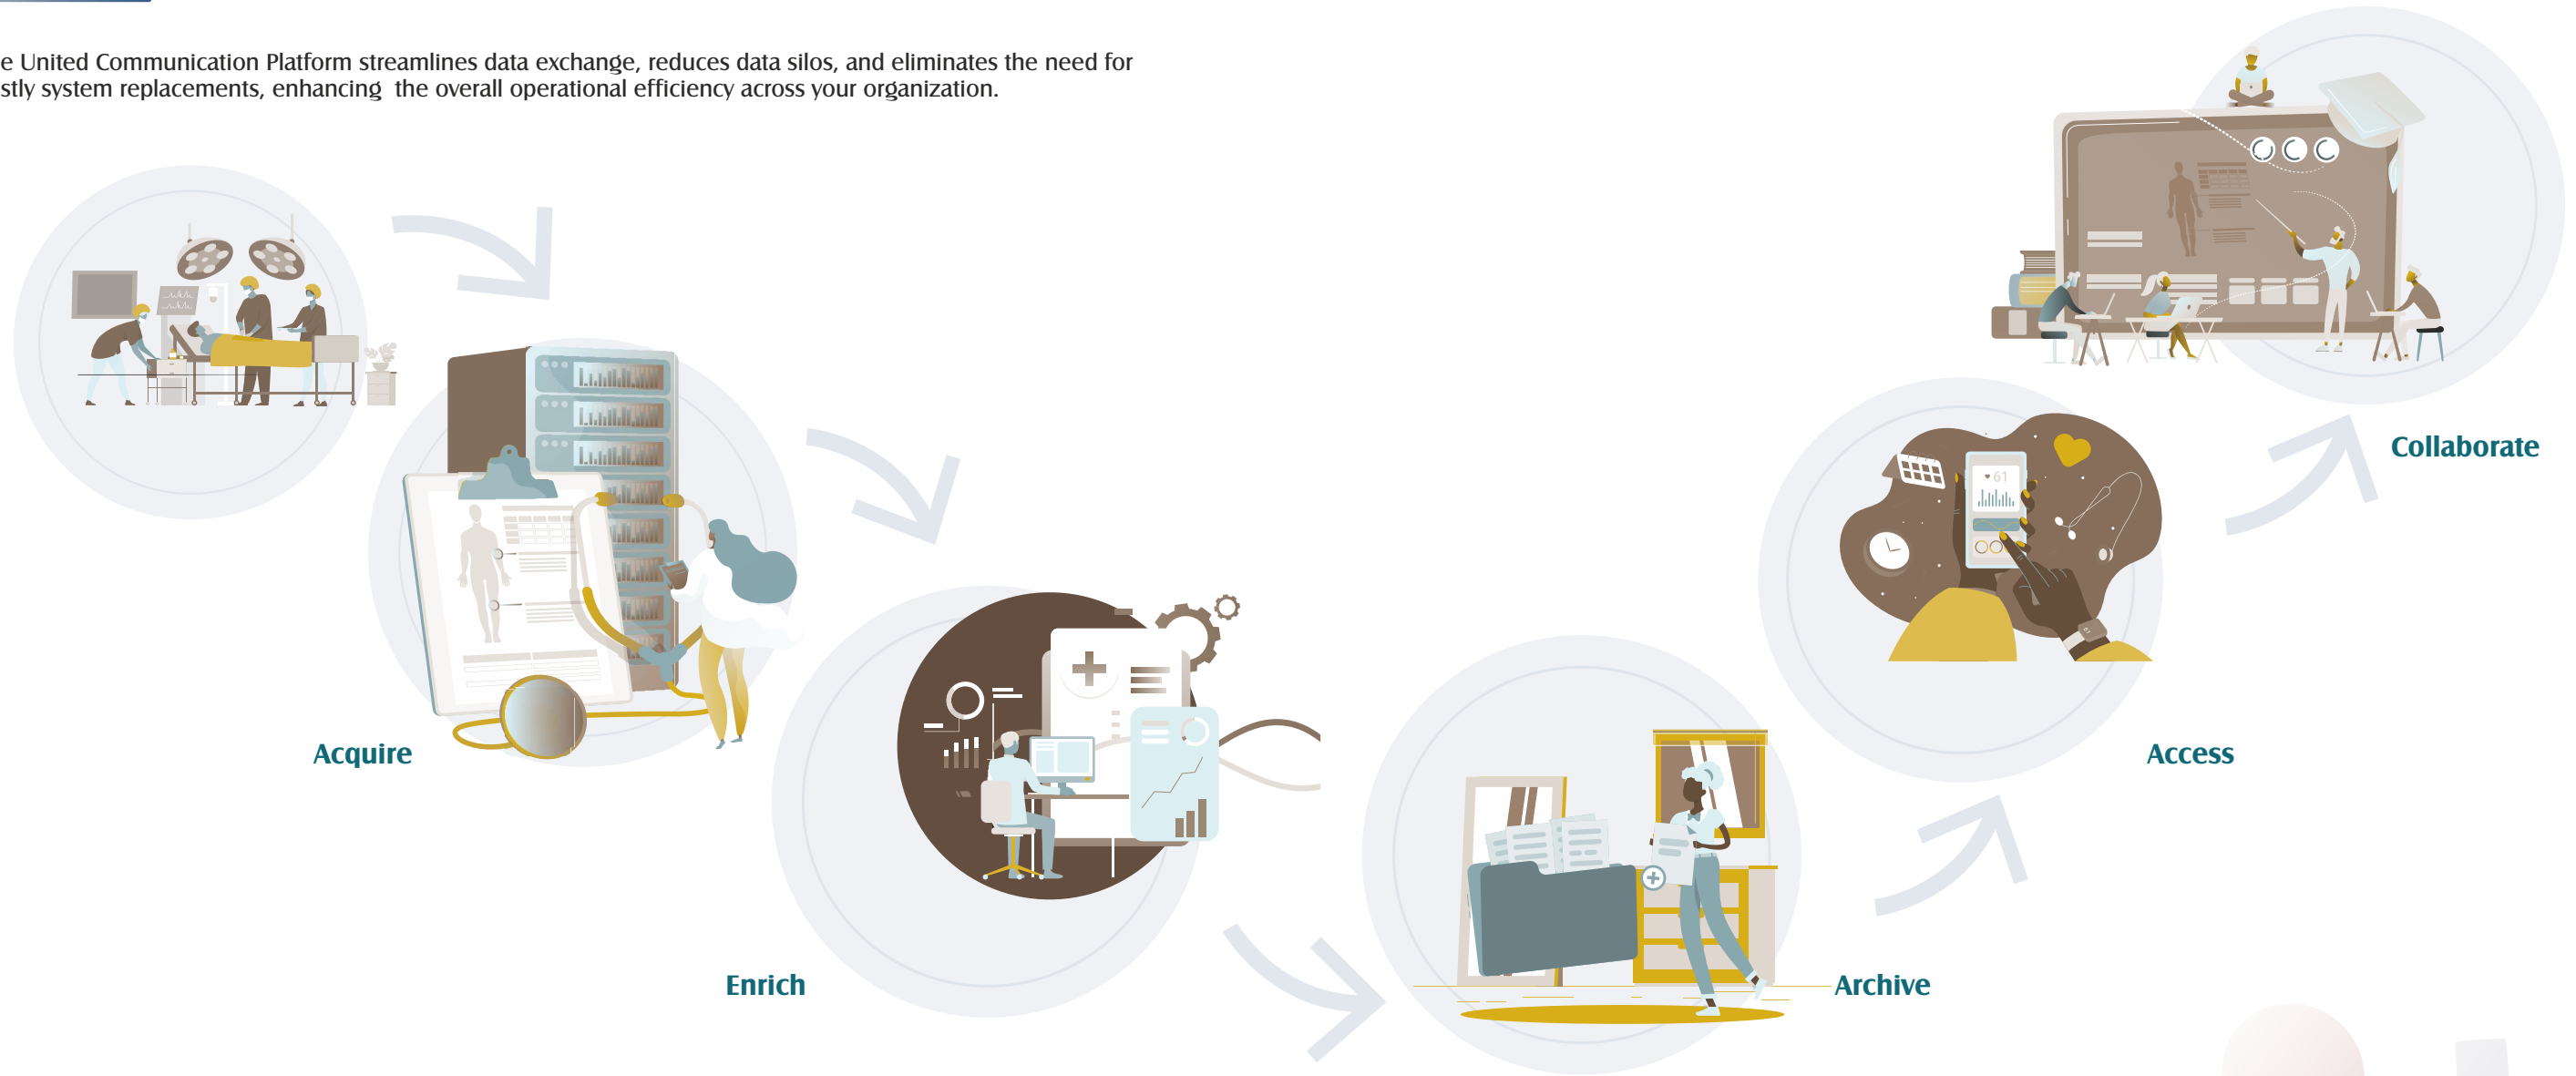 e United Communication Platform streamlines data exchange, reduces data silos, and eliminates the need for
stly system replacements, enhancing  the overall operational efficiency across your organization.
Collaborate
61
Acquire
Access
Enrich
Archive